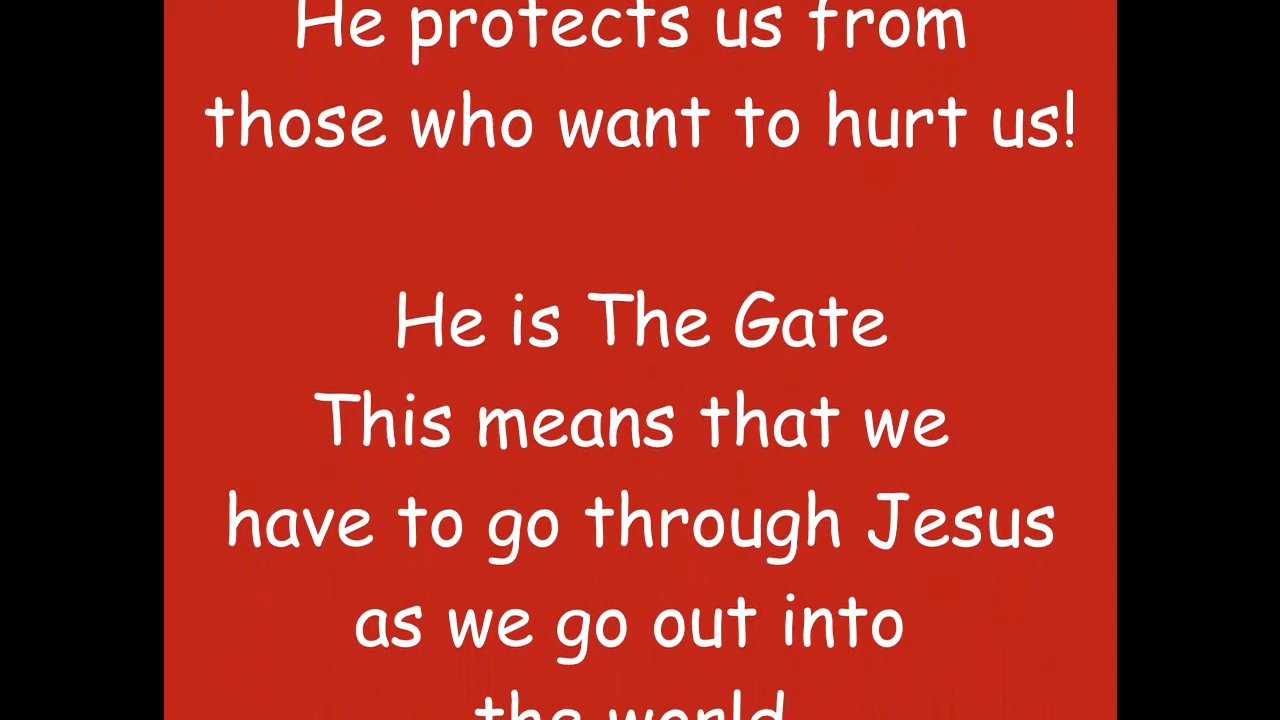 He protects us from
those who want to hurt us!
He is The Gate
This means that we
have to go through Jesus
as we go out into
the world